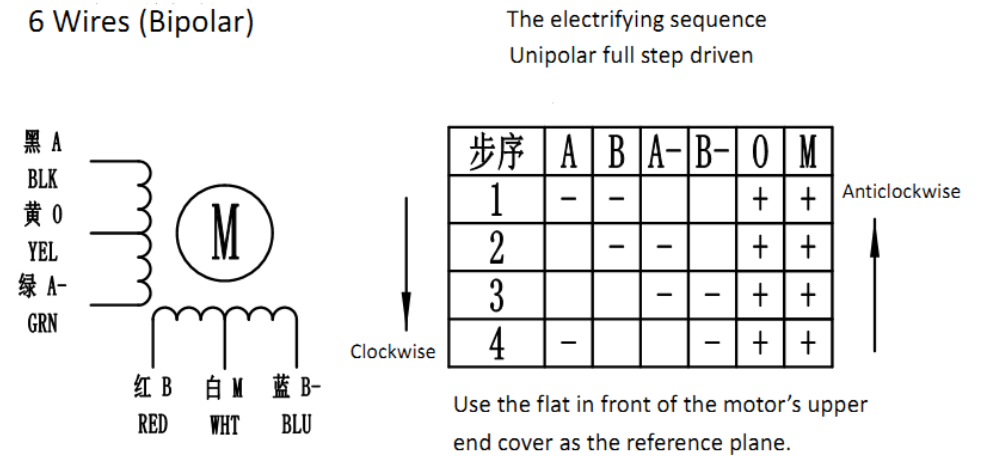 6 Wires (Bipolar)
The electrifying sequence
Unipolar full step driven
黑 A
BLK
黄 O
YEL
绿 A-
GRN
M
红 B 白 M 蓝 B-
RED WHT BLU
步序 A B A- B- O M
1 - - + +
2 - - + +
3 - - + +
4 - - + +
Clockwise
Anticlockwise
Use the flat in front of the motor's upper
end cover as the reference plane.